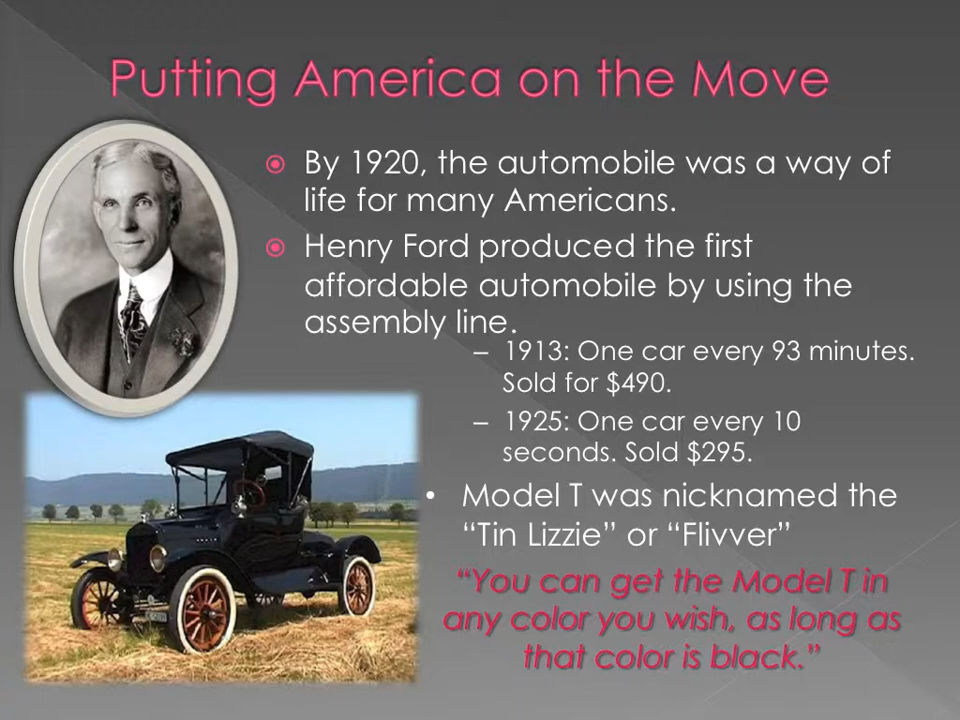 Putting America on the Move
⦿ By 1920, the automobile was a way of
life for many Americans.
⦿ Henry Ford produced the first
affordable automobile by using the
assembly line.
– 1913: One car every 93 minutes.
Sold for $490.
– 1925: One car every 10
seconds. Sold $295.
• Model T was nicknamed the
“Tin Lizzie” or “Flivver”
“You can get the Model T in
any color you wish, as long as
that color is black.”